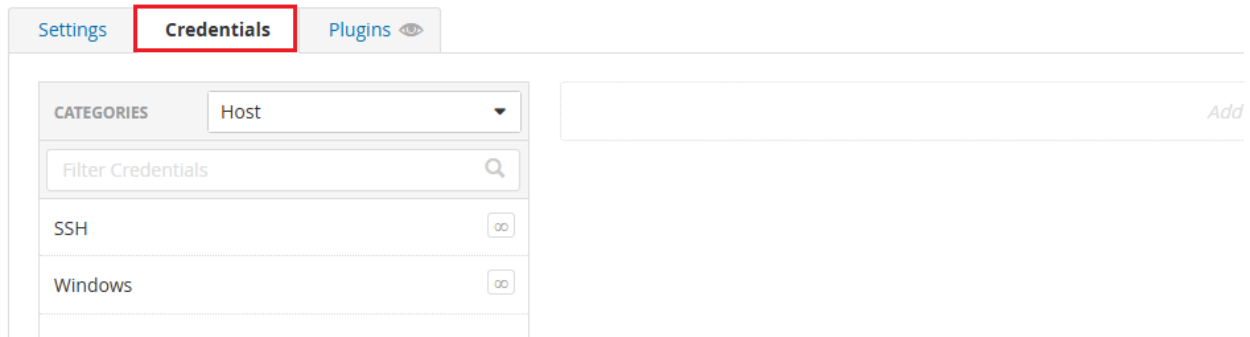 Settings Credentials Plugins
CATEGORIES Host
Filter Credentials
SSH ∞
Windows ∞
Add